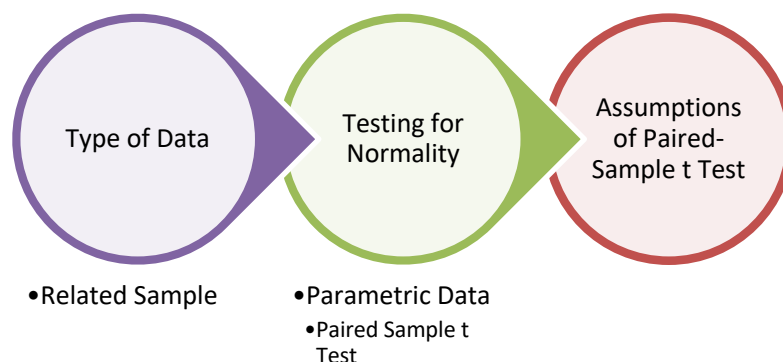 Type of Data
Testing for
Normality
Assumptions
of Paired-
Sample t Test
•Related Sample
•Parametric Data
•Paired Sample t
Test